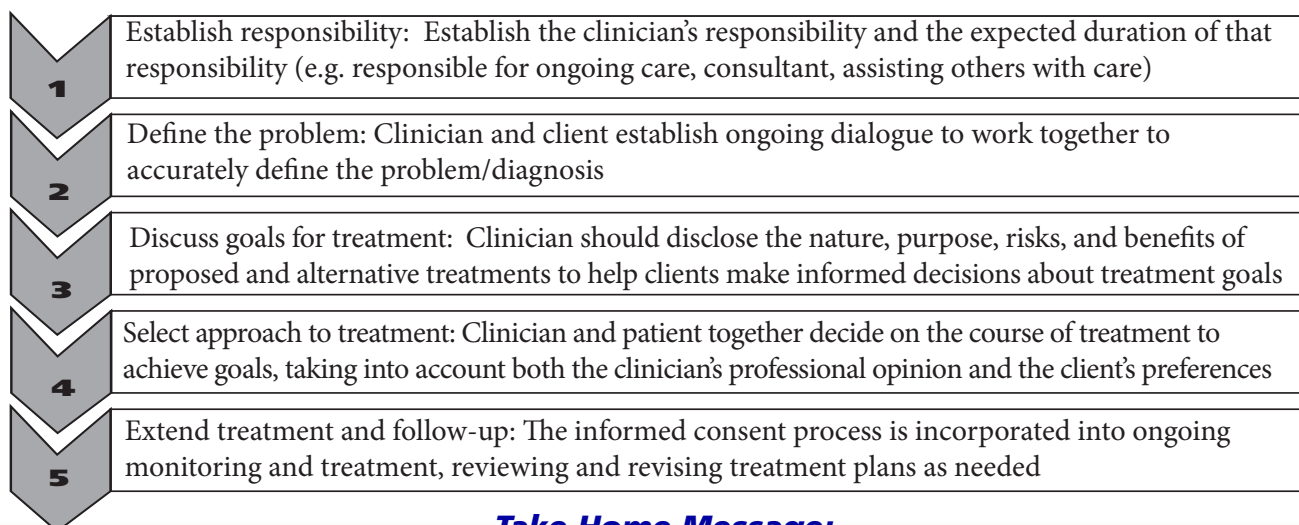 Establish responsibility: Establish the clinician's responsibility and the expected duration of that
responsibility (e.g. responsible for ongoing care, consultant, assisting others with care)
1
Define the problem: Clinician and client establish ongoing dialogue to work together to
accurately define the problem/diagnosis
2
Discuss goals for treatment: Clinician should disclose the nature, purpose, risks, and benefits of
proposed and alternative treatments to help clients make informed decisions about treatment goals
3
Select approach to treatment: Clinician and patient together decide on the course of treatment to
achieve goals, taking into account both the clinician's professional opinion and the client's preferences
4
Extend treatment and follow-up: The informed consent process is incorporated into ongoing
monitoring and treatment, reviewing and revising treatment plans as needed
5
Take Home Message: